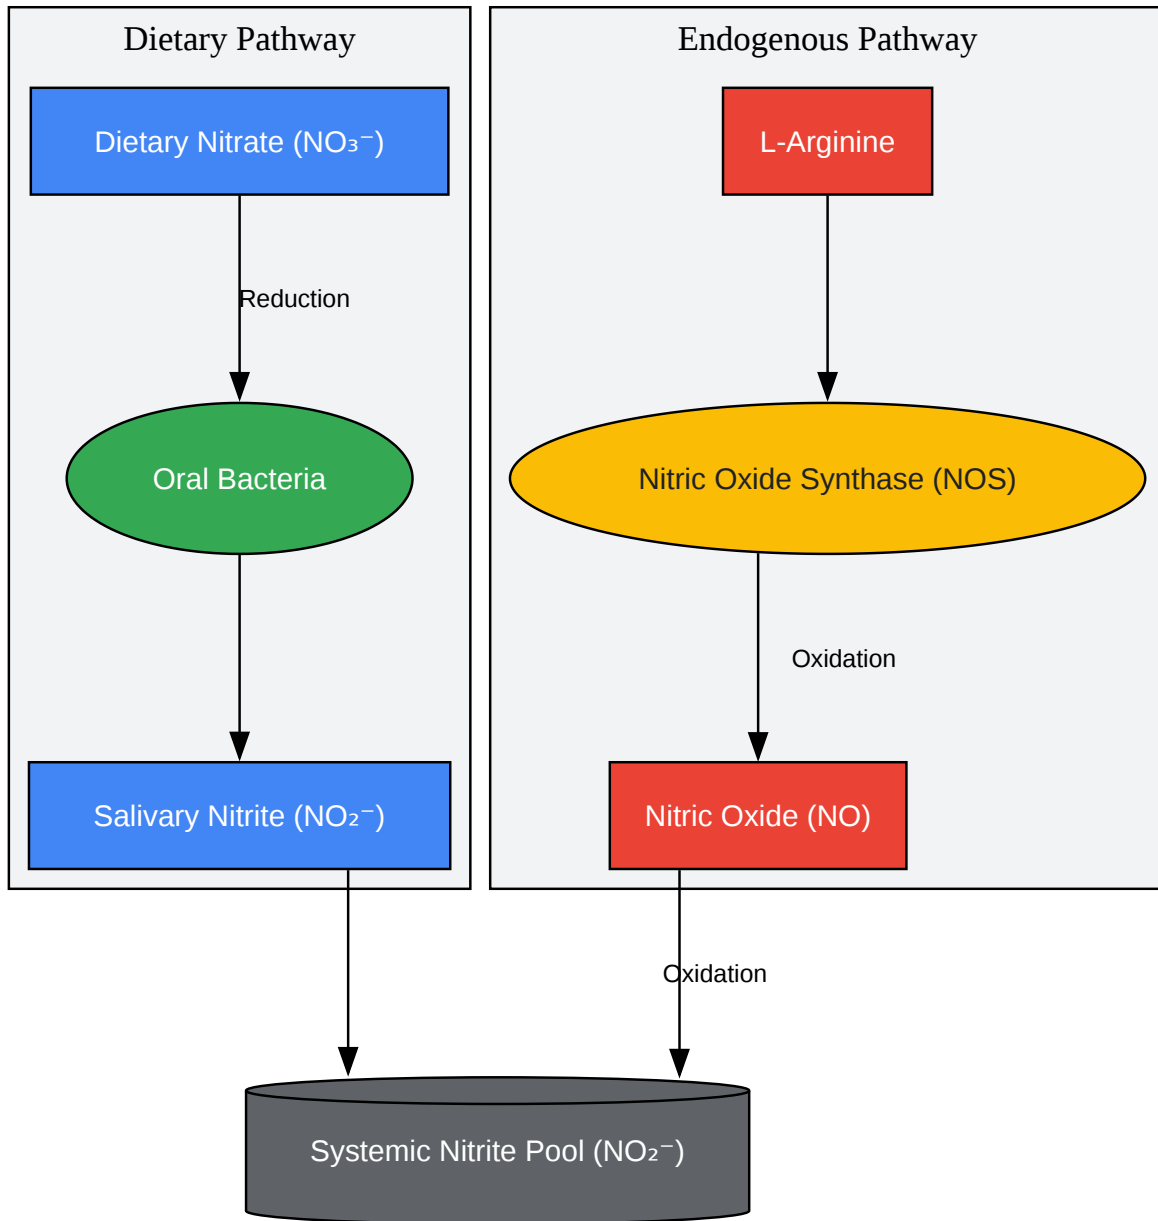 Dietary Pathway
Dietary Nitrate (NO₃⁻)
Reduction
Oral Bacteria
Salivary Nitrite (NO₂⁻)
Endogenous Pathway
L-Arginine
Nitric Oxide Synthase (NOS)
Oxidation
Nitric Oxide (NO)
Oxidation
Systemic Nitrite Pool (NO₂⁻)